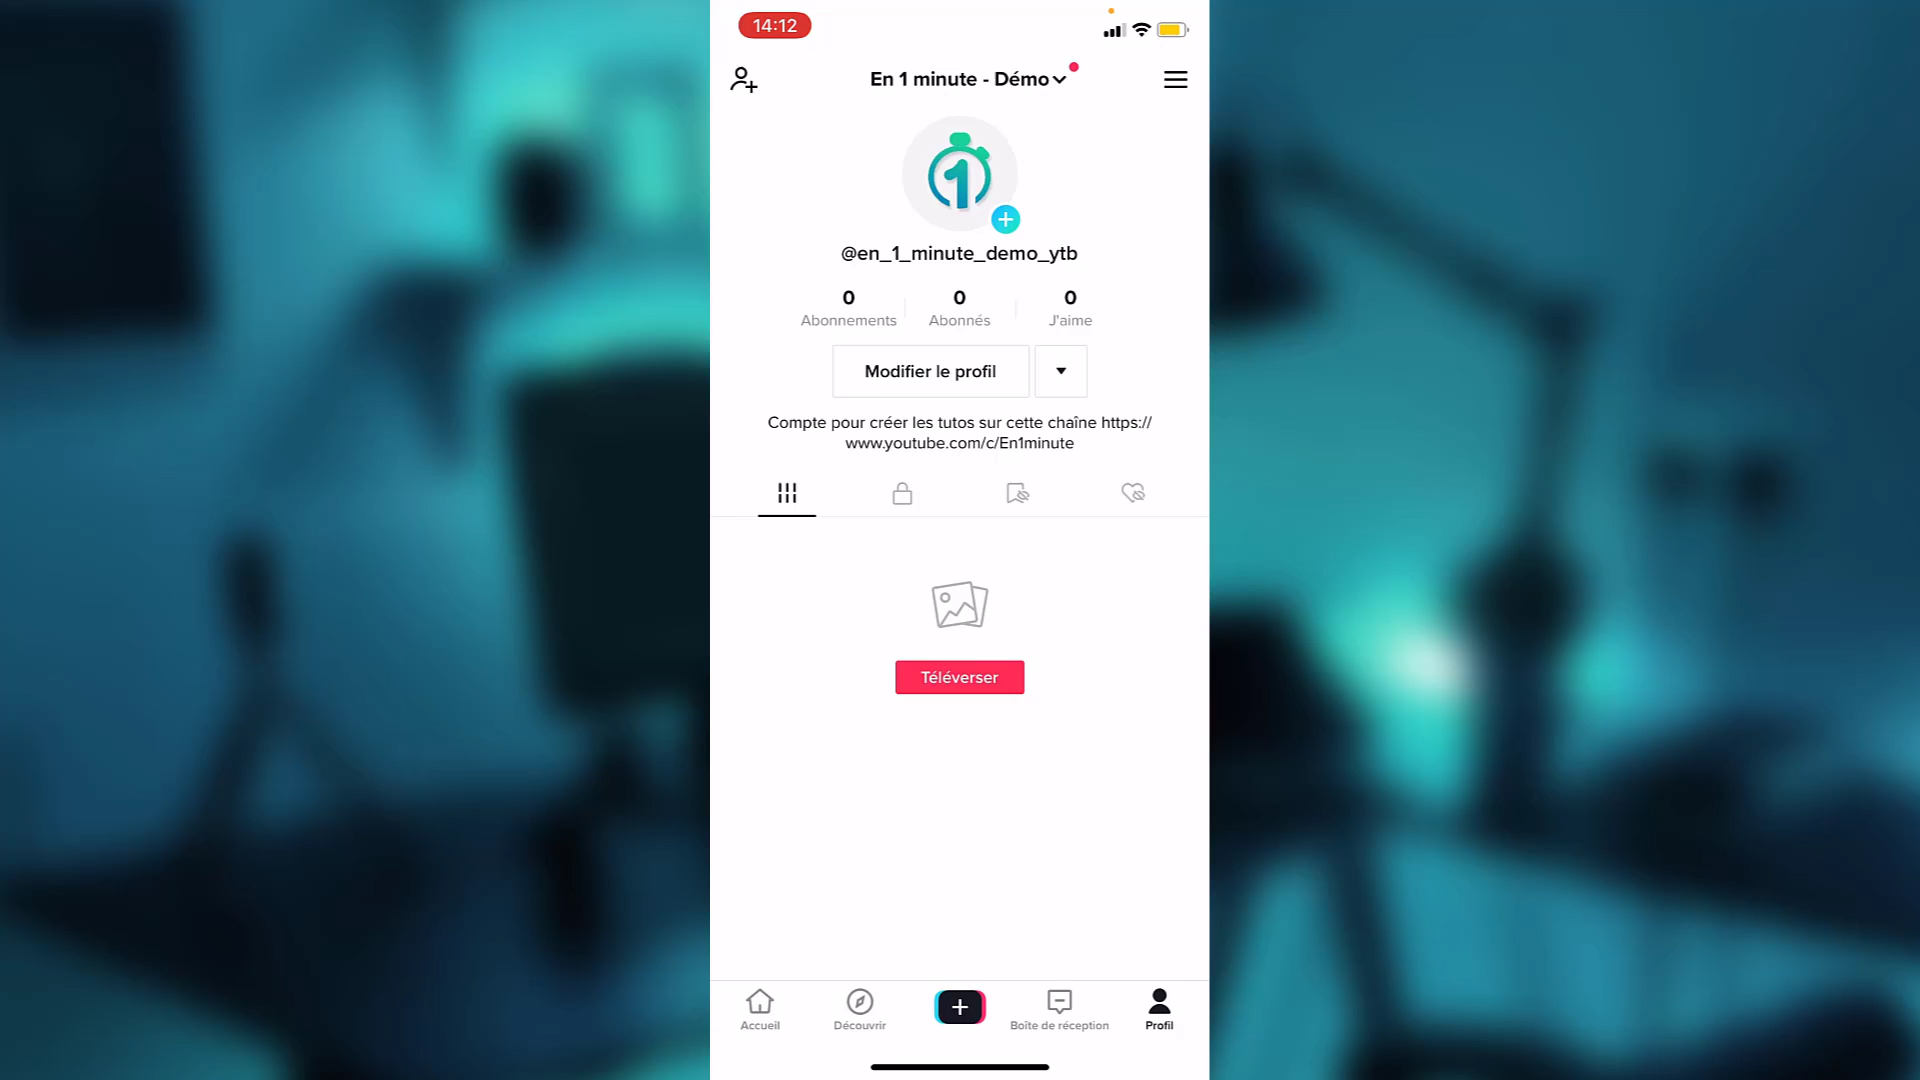 14:12
En 1 minute - Démo
1
@en_1_minute_demo_ytb
0 0 0
Abonnements Abonnés J'aime
Modifier le profil
Compte pour créer les tutos sur cette chaîne https://
www.youtube.com/c/En1minute
Téléverser
Accueil Découvrir Boîte de réception Profil